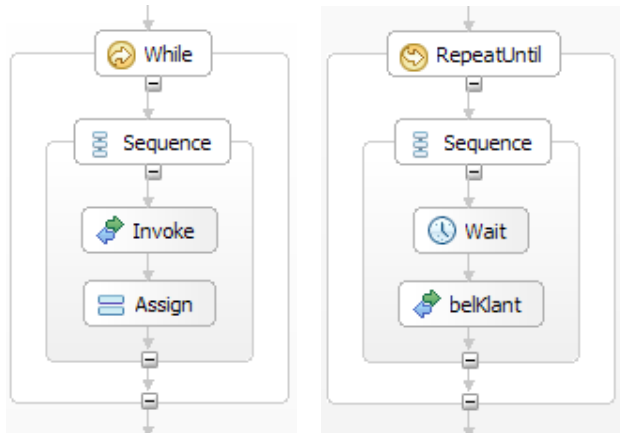 While
Sequence
Invoke
Assign
RepeatUntil
Sequence
Wait
belKlant